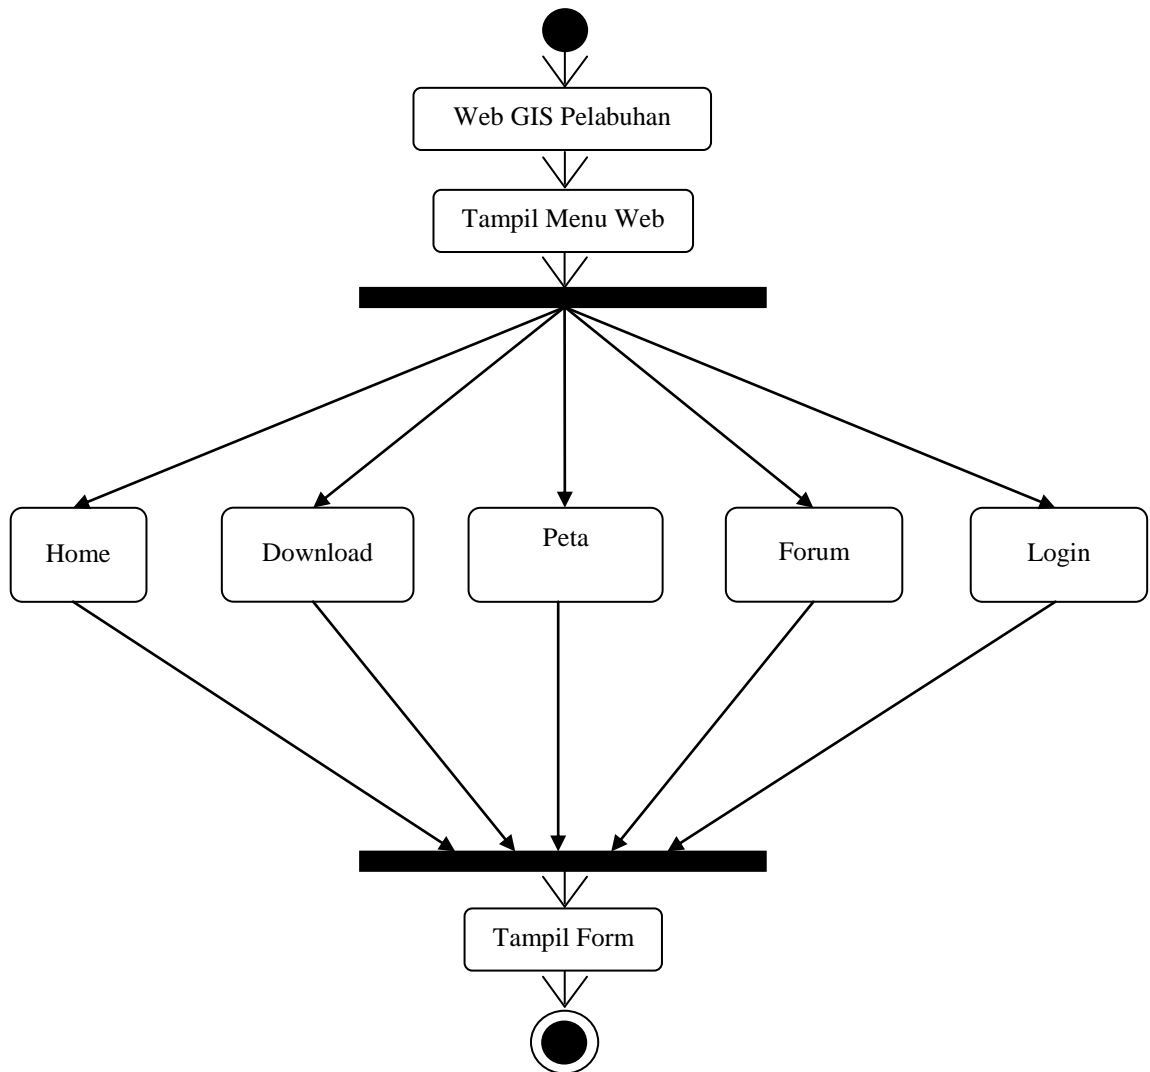 Web GIS Pelabuhan
Tampil Menu Web
Home
Download
Peta
Forum
Login
Tampil Form